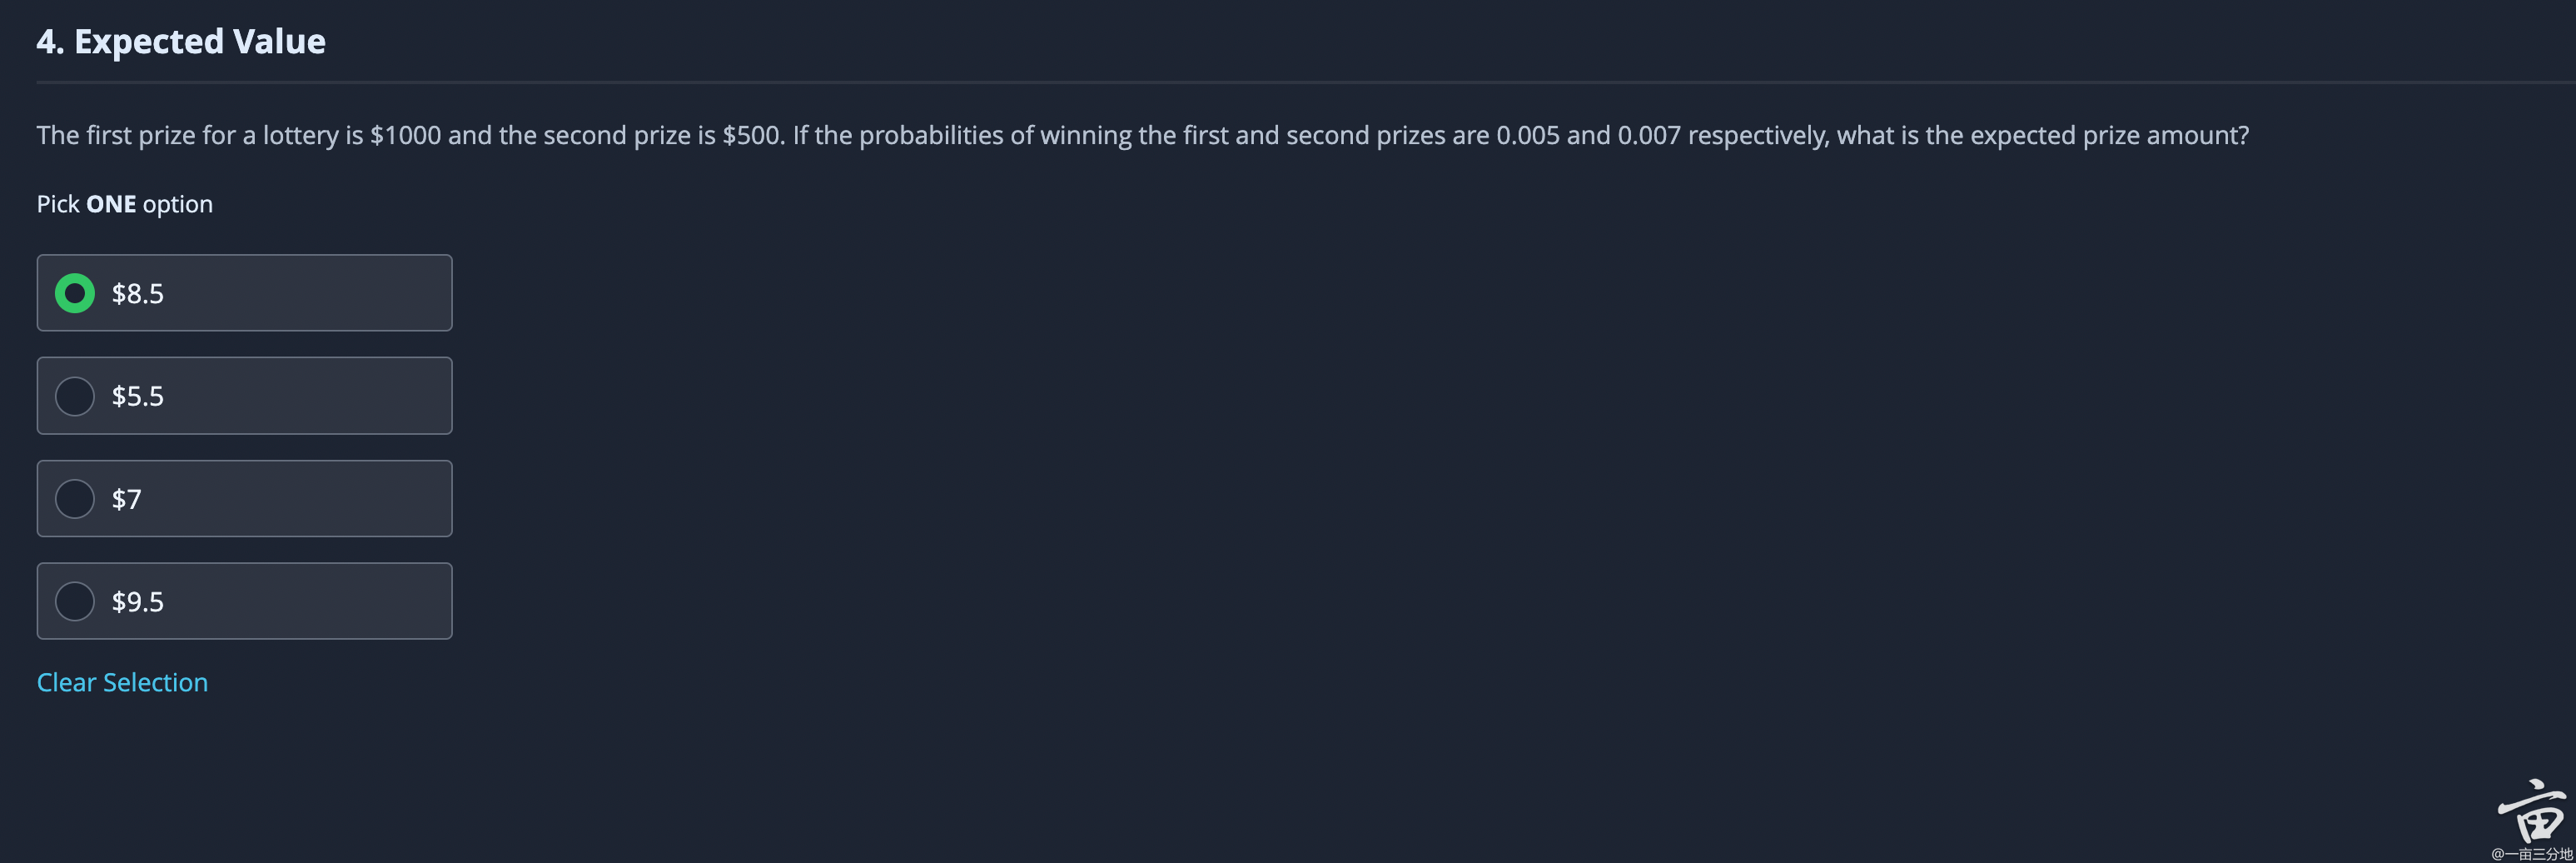 4. Expected Value
The first prize for a lottery is $1000 and the second prize is $500. If the probabilities of winning the first and second prizes are 0.005 and 0.007 respectively, what is the expected prize amount?
Pick ONE option
$8.5
$5.5
$7
$9.5
Clear Selection
亩
@一亩三分地